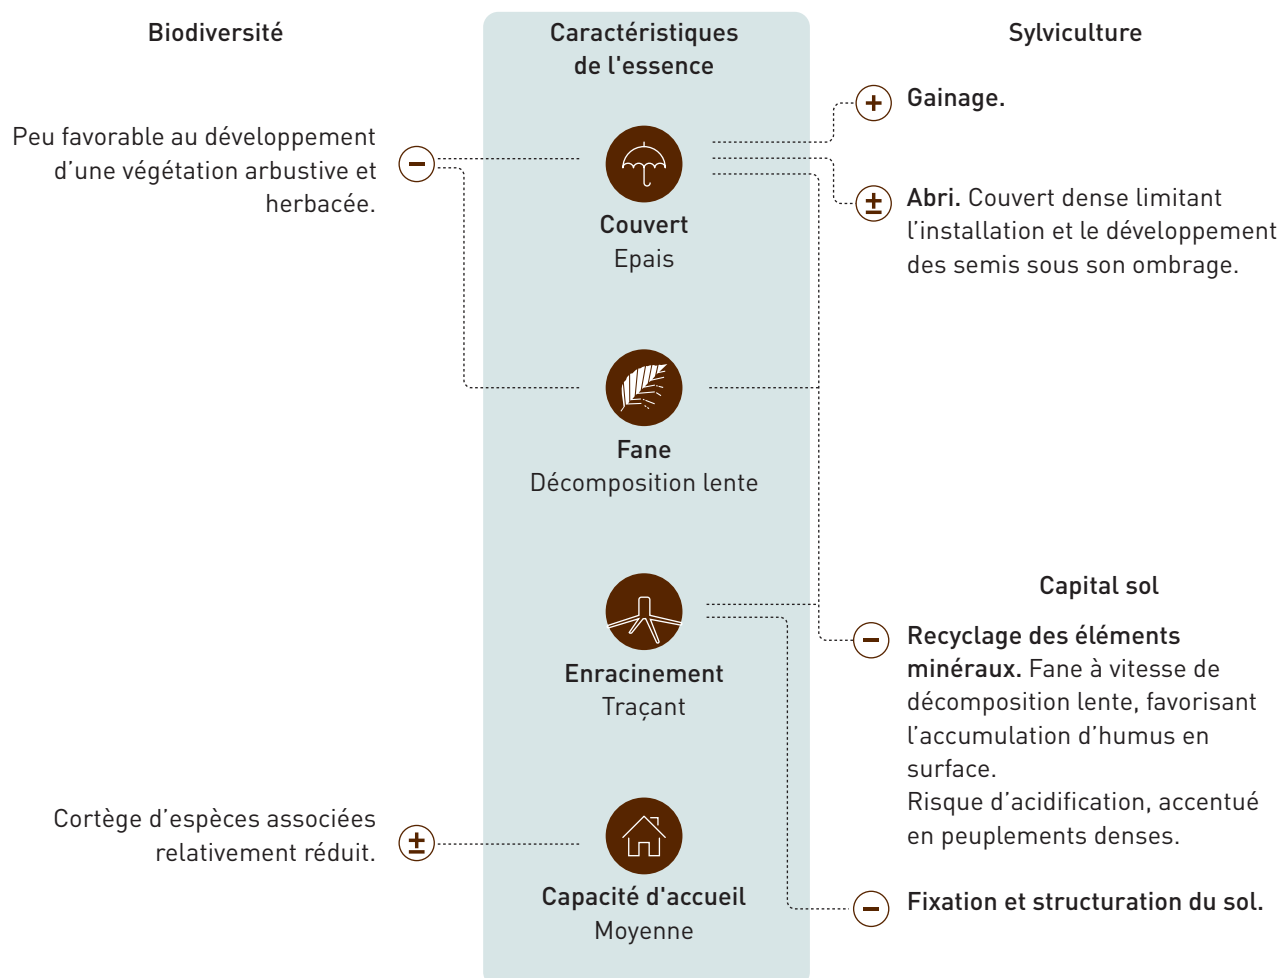 Biodiversité
Peu favorable au développement
d’une végétation arbustive et
herbacée.
Cortège d’espèces associées
relativement réduit.
Caractéristiques
de l'essence
Couvert
Epais
Fane
Décomposition lente
Enracinement
Traçant
Capacité d'accueil
Moyenne
Sylviculture
Gainage.
Abri. Couvert dense limitant
l’installation et le développement
des semis sous son ombrage.
Capital sol
Recyclage des éléments
minéraux. Fane à vitesse de
décomposition lente, favorisant
l’accumulation d’humus en
surface.
Risque d’acidification, accentué
en peuplements denses.
Fixation et structuration du sol.